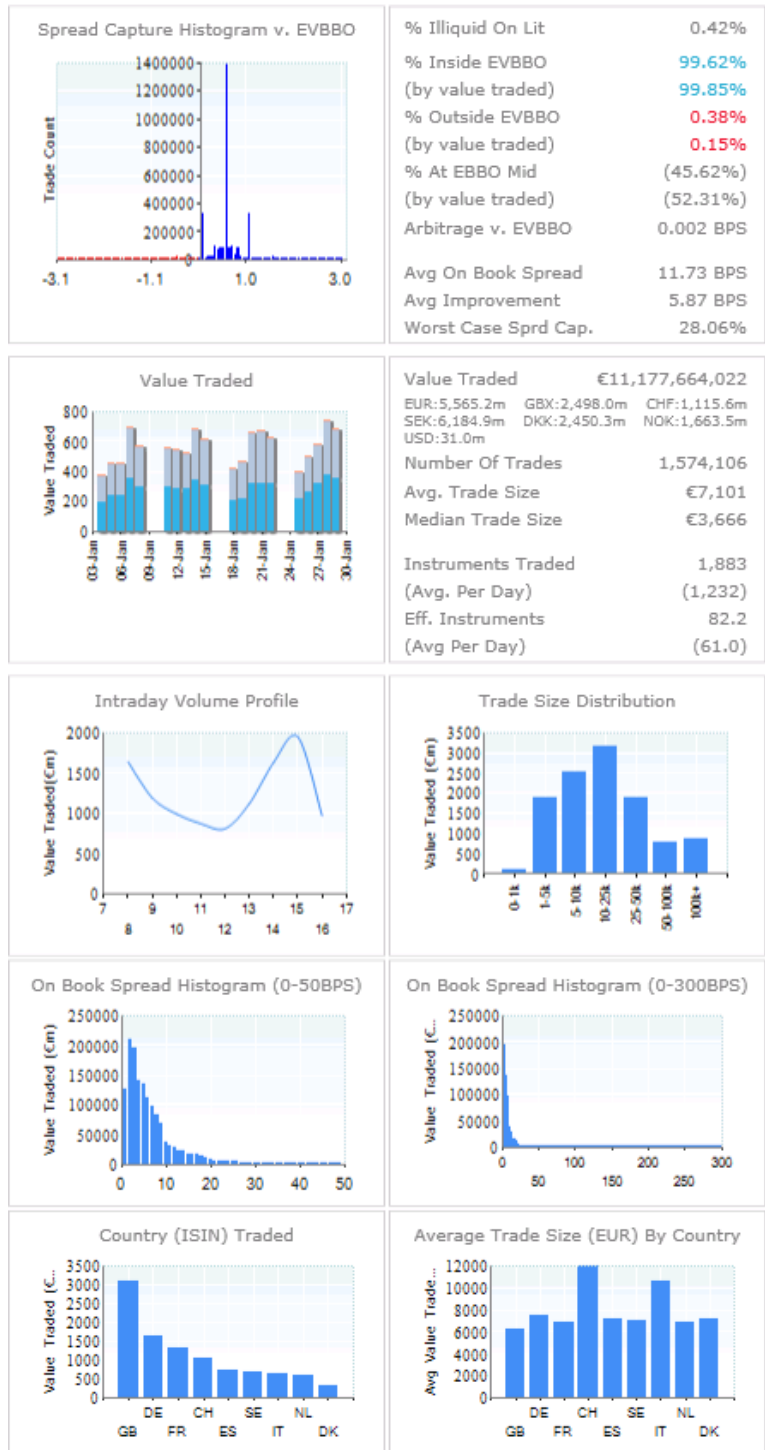 Spread Capture Histogram v. EVBBO
Trade Count
1400000
1200000
1000000
800000
600000
400000
200000
0
-3.1 -1.1 1.0 3.0
% Illiquid On Lit 0.42%
% Inside EVBBO 99.62%
(by value traded) 99.85%
% Outside EVBBO 0.38%
(by value traded) 0.15%
% At EBBO Mid (45.62%)
(by value traded) (52.31%)
Arbitrage v. EVBBO 0.002 BPS
Avg On Book Spread 11.73 BPS
Avg Improvement 5.87 BPS
Worst Case Sprd Cap. 28.06%
Value Traded
Value Traded
800
600
400
200
0
03-Jan 06-Jan 09-Jan 12-Jan 15-Jan 18-Jan 21-Jan 24-Jan 27-Jan 30-Jan
Value Traded €11,177,664,022
EUR:5,565.2m GBX:2,498.0m CHF:1,115.6m
SEK:6,184.9m DKK:2,450.3m NOK:1,663.5m
USD:31.0m
Number Of Trades 1,574,106
Avg. Trade Size €7,101
Median Trade Size €3,666
Instruments Traded 1,883
(Avg. Per Day) (1,232)
Eff. Instruments 82.2
(Avg Per Day) (61.0)
Intraday Volume Profile
Value Traded(€m)
2000
1500
1000
500
0
7 9 11 13 15 17
8 10 12 14 16
Trade Size Distribution
Value Traded (€m)
3500
3000
2500
2000
1500
1000
500
0
0-1k 1-5k 5-10k 10-25k 25-50k 50-100k 100k+
On Book Spread Histogram (0-50BPS)
Value Traded (€m)
250000
200000
150000
100000
50000
0
0 10 20 30 40 50
On Book Spread Histogram (0-300BPS)
Value Traded (€...
250000
200000
150000
100000
50000
0
0 100 200 300
50 150 250
Country (ISIN) Traded
Value Traded (€...
3500
3000
2500
2000
1500
1000
500
0
DE CH SE NL
GB FR ES IT DK
Average Trade Size (EUR) By Country
Avg Value Trade...
12000
10000
8000
6000
4000
2000
0
DE CH SE NL
GB FR ES IT DK